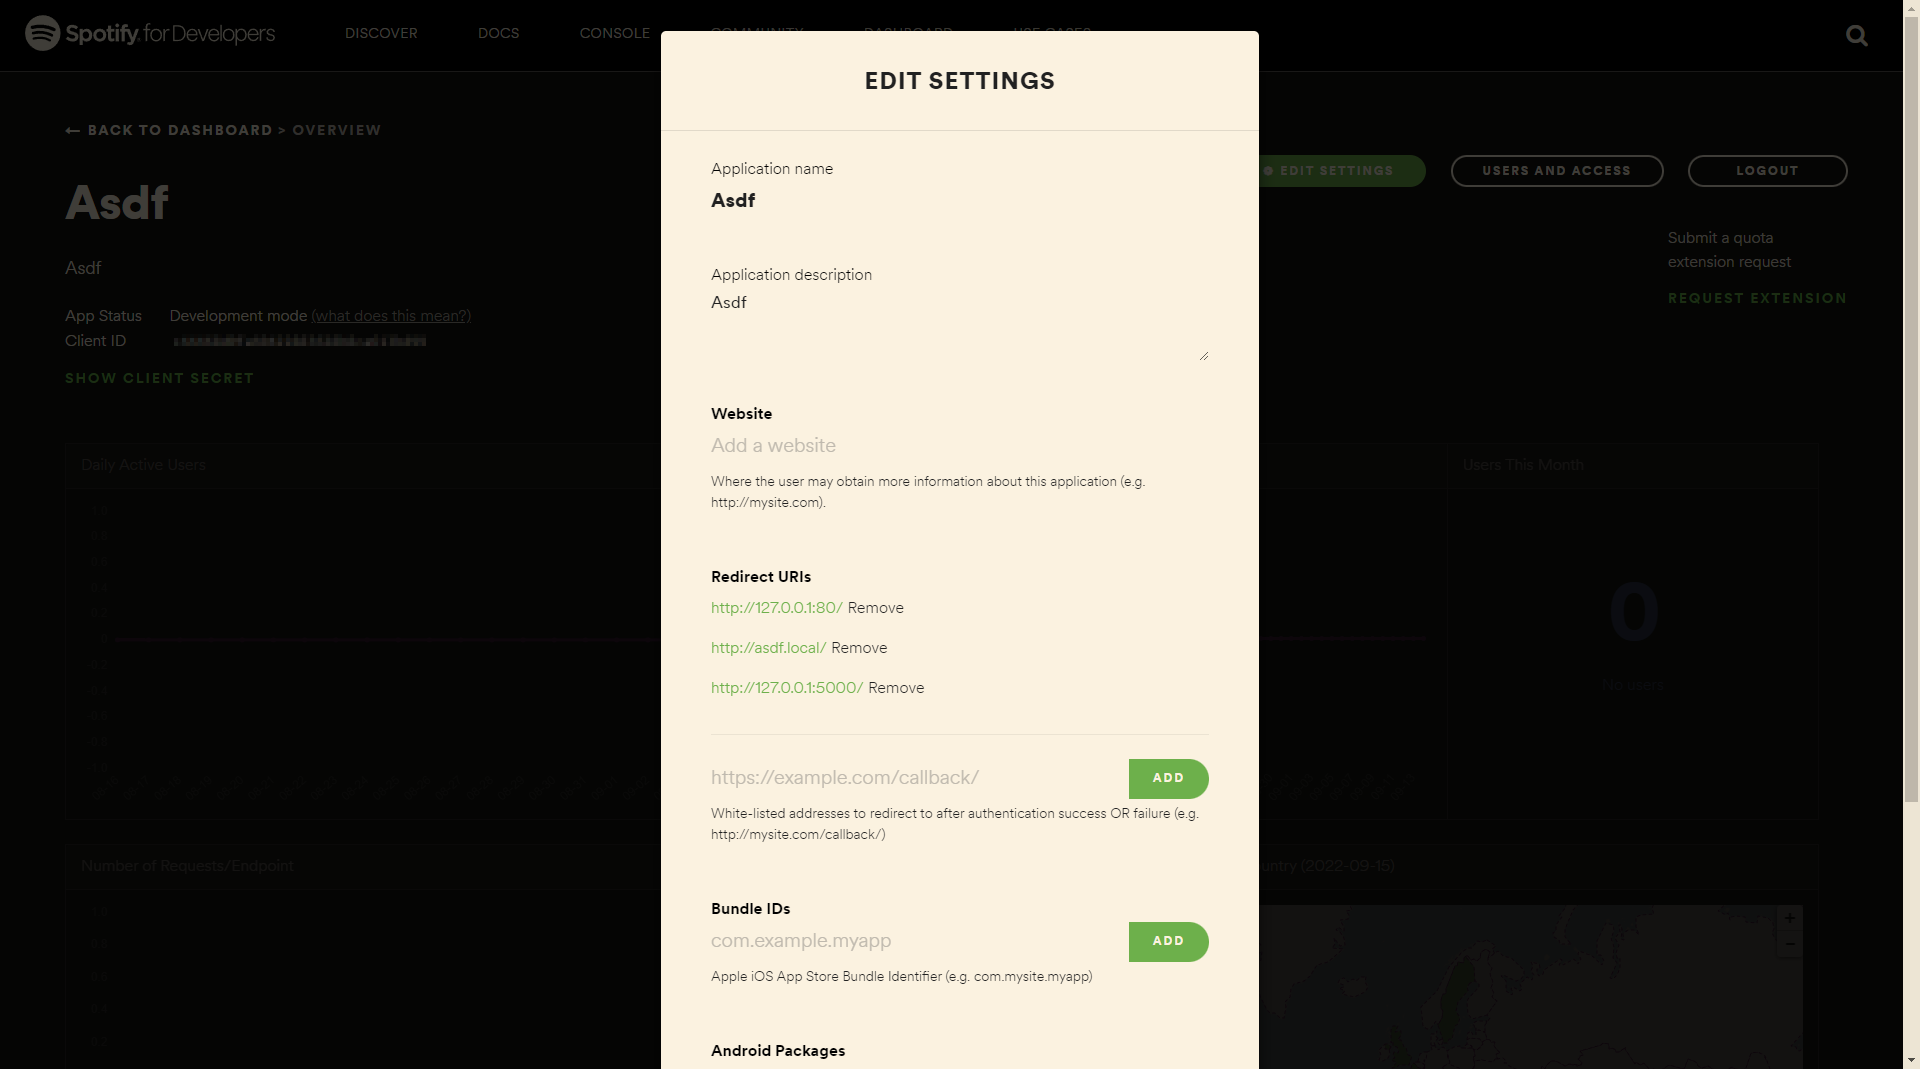 Spotify for Developers
DISCOVER
DOCS
CONSOLE
COMMUNITY
DASHBOARD
USE CASES
← BACK TO DASHBOARD > OVERVIEW
Asdf
Asdf
App Status Development mode (what does this mean?)
Client ID
SHOW CLIENT SECRET
EDIT SETTINGS
USERS AND ACCESS
LOGOUT
Submit a quota
extension request
REQUEST EXTENSION
Daily Active Users
Users This Month
0
No users
Number of Requests/Endpoint
(2022-09-15)
+
−
EDIT SETTINGS
Application name
Asdf
Application description
Asdf
Website
Add a website
Where the user may obtain more information about this application (e.g.
http://mysite.com).
Redirect URIs
http://127.0.0.1:80/ Remove
http://asdf.local/ Remove
http://127.0.0.1:5000/ Remove
https://example.com/callback/
ADD
White-listed addresses to redirect to after authentication success OR failure (e.g.
http://mysite.com/callback/)
Bundle IDs
com.example.myapp
ADD
Apple iOS App Store Bundle Identifier (e.g. com.mysite.myapp)
Android Packages